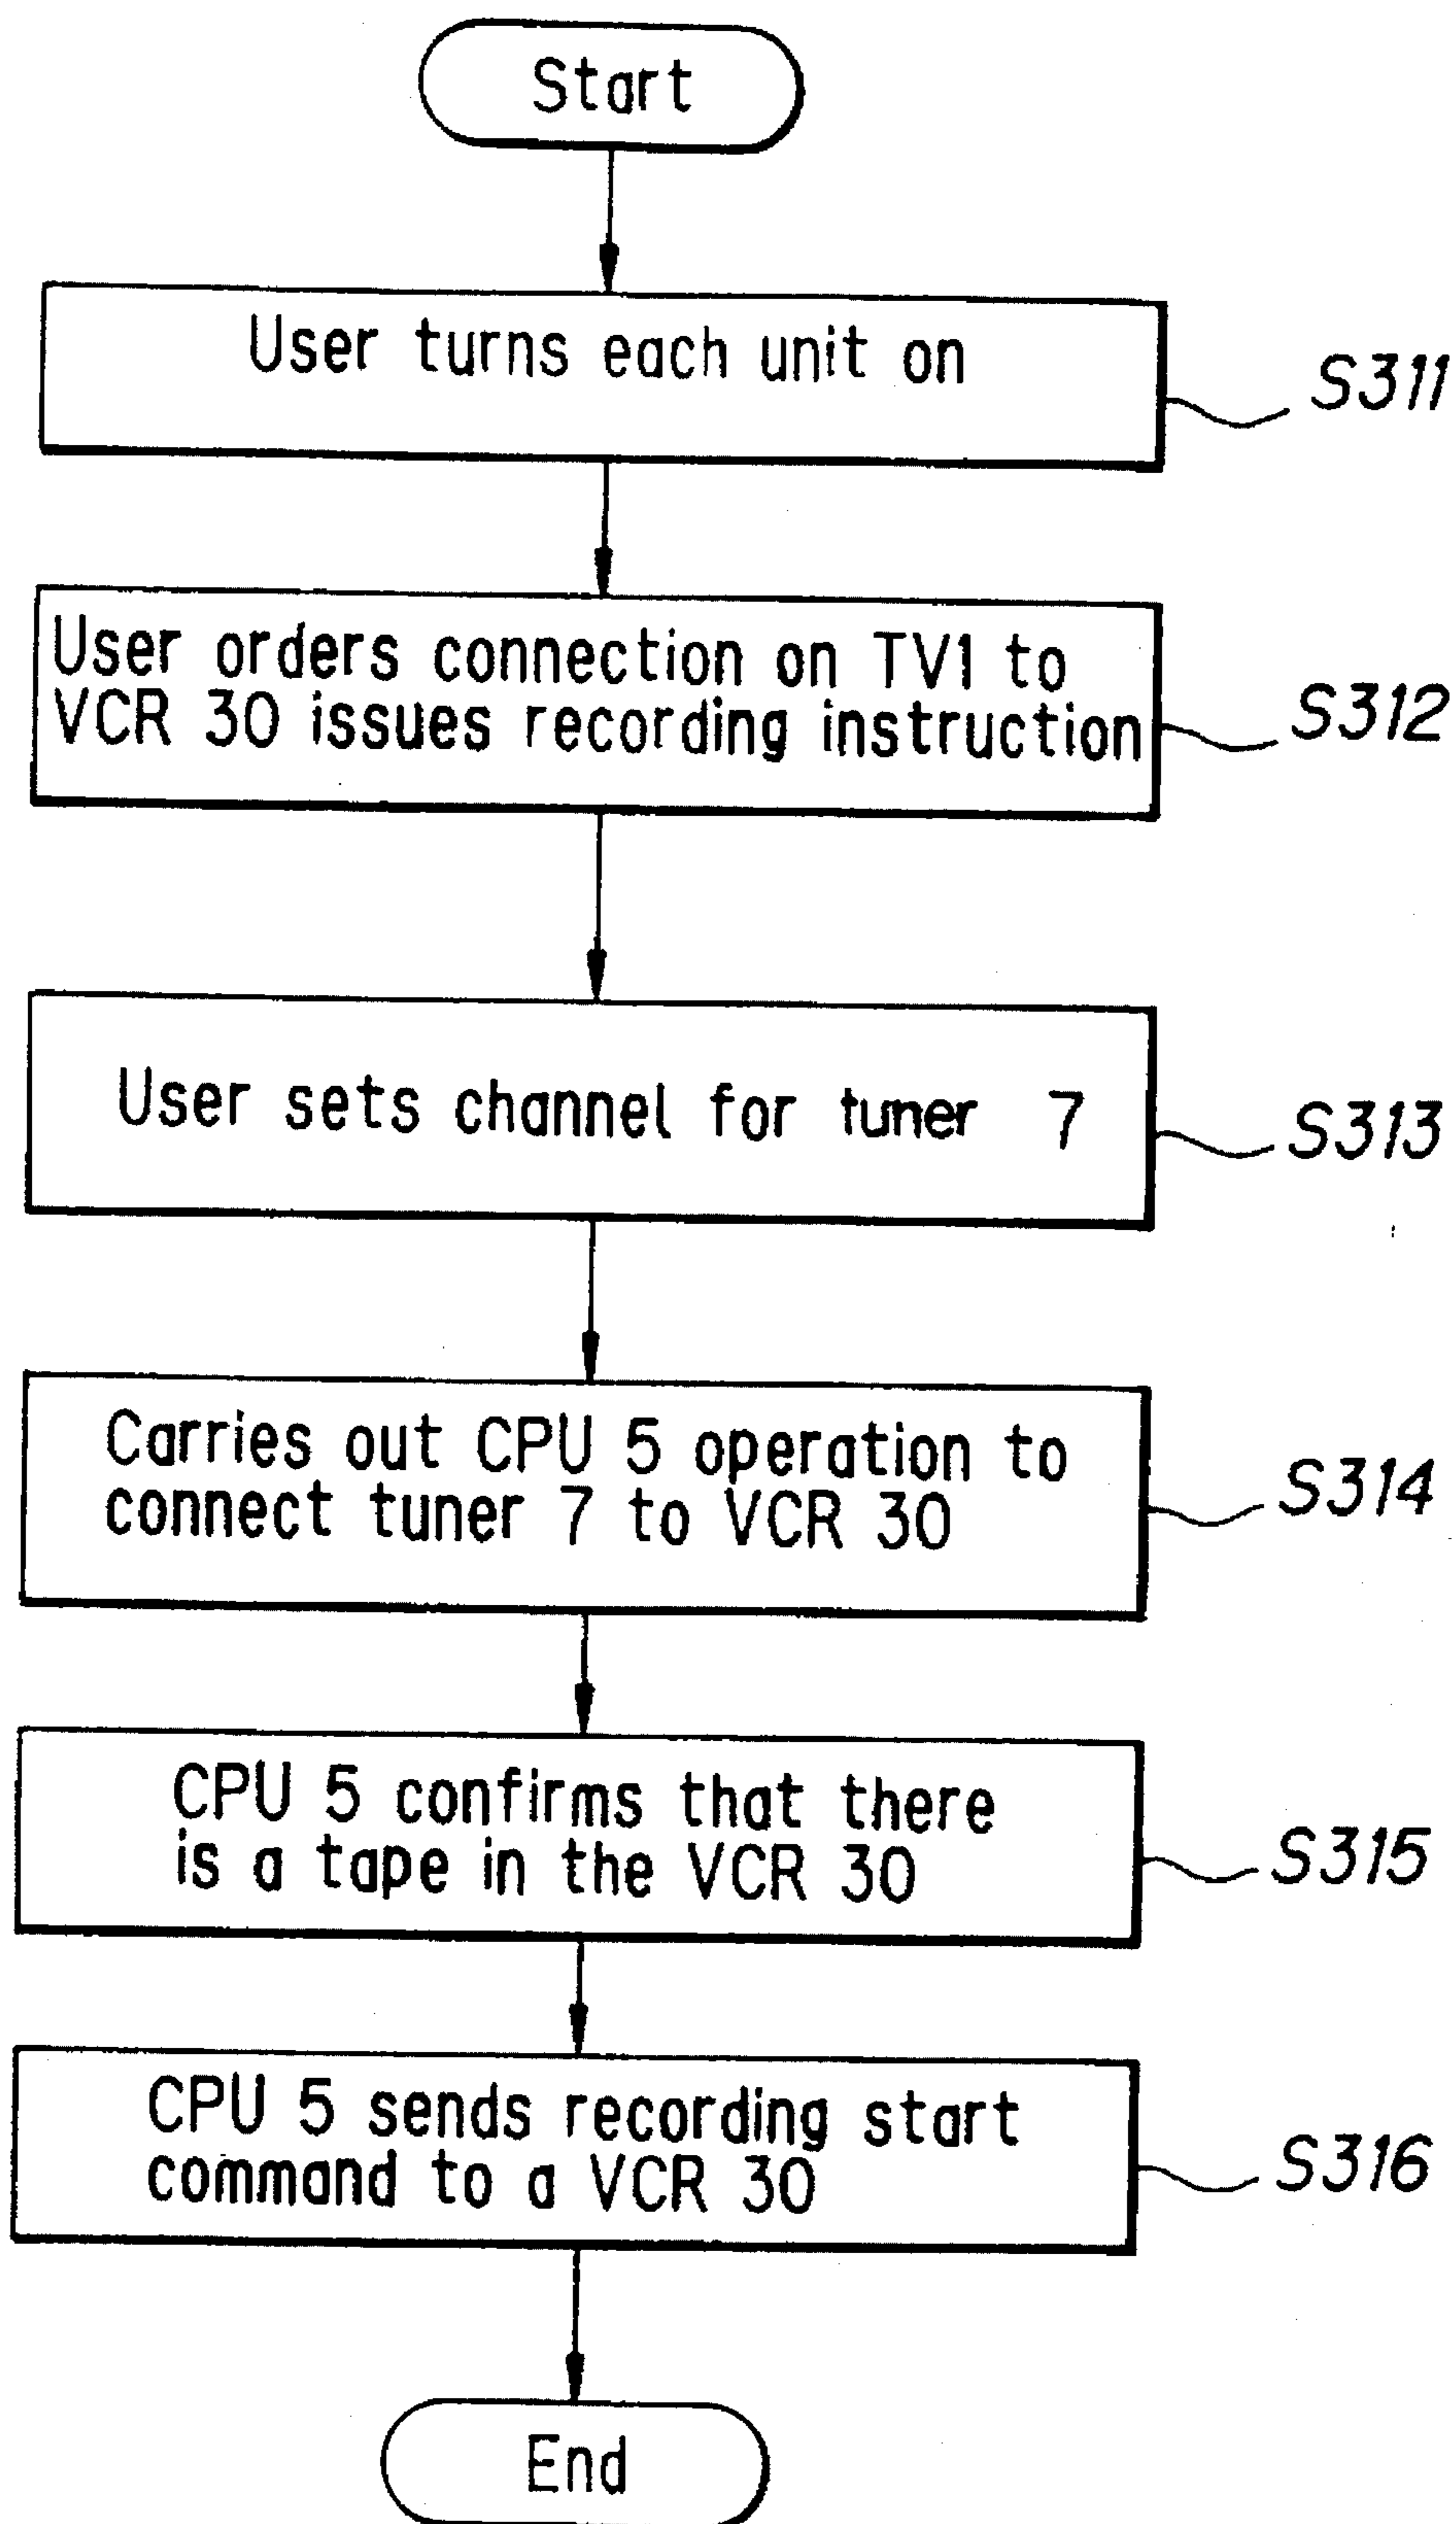 Start
User turns each unit on
S311
User orders connection on TV1 to
VCR 30 issues recording instruction
S312
User sets channel for tuner 7
S313
Carries out CPU 5 operation to
connect tuner 7 to VCR 30
S314
CPU 5 confirms that there
is a tape in the VCR 30
S315
CPU 5 sends recording start
command to a VCR 30
S316
End